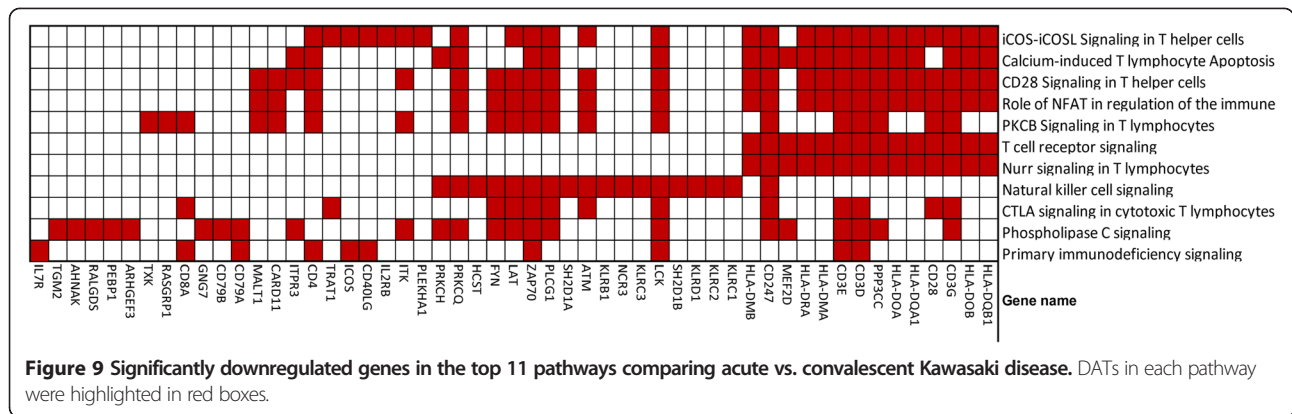 iCOS-iCOSL Signaling in T helper cells
Calcium-induced T lymphocyte Apoptosis
CD28 Signaling in T helper cells
Role of NFAT in regulation of the immune
PKCB Signaling in T lymphocytes
T cell receptor signaling
Nurr signaling in T lymphocytes
Natural killer cell signaling
CTLA signaling in cytotoxic T lymphocytes
Phospholipase C signaling
Primary immunodeficiency signaling
IL7R
TGM2
AHNAK
RALGDS
PEBP1
ARHGEF3
TXK
RASGRP1
CD8A
GNG7
CD79B
CD79A
MALT1
CARD11
ITPR3
CD4
TRAT1
ICOS
CD40LG
IL2RB
ITK
PLEKHA1
PRKCH
PRKCQ
HCST
FYN
LAT
ZAP70
PLCG1
SH2D1A
ATM
KLRB1
NCR3
KLRC3
LCK
SH2D1B
KLRD1
KLRC2
KLRC1
HLA-DMB
CD247
MEF2D
HLA-DRA
HLA-DMA
CD3E
CD3D
PPP3CC
HLA-DOA
HLA-DQA1
CD28
CD3G
HLA-DOB
HLA-DQB1
Gene name
Figure 9 Significantly downregulated genes in the top 11 pathways comparing acute vs. convalescent Kawasaki disease. DATs in each pathway
were highlighted in red boxes.